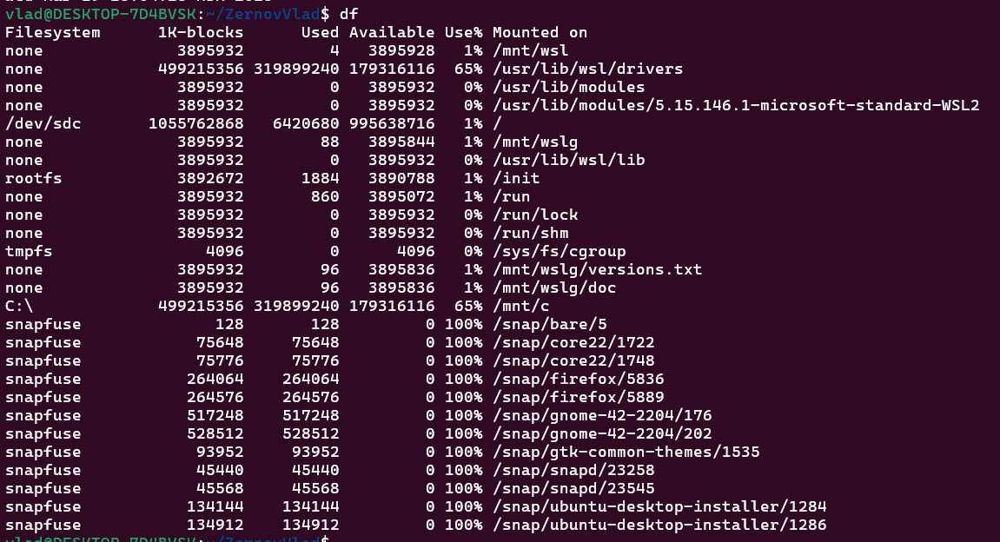 vlad@DESKTOP-7D4BVSK:~/ZernovVlad$ df
Filesystem      1K-blocks      Used Available Use% Mounted on
none              3895932         4   3895928   1% /mnt/wsl
none            499215356 319899240 179316116  65% /usr/lib/wsl/drivers
none              3895932         0   3895932   0% /usr/lib/modules
none              3895932         0   3895932   0% /usr/lib/modules/5.15.146.1-microsoft-standard-WSL2
/dev/sdc       1055762868   6420680 995638716   1% /
none              3895932        88   3895844   1% /mnt/wslg
none              3895932         0   3895932   0% /usr/lib/wsl/lib
rootfs            3892672      1884   3890788   1% /init
none              3895932       860   3895072   1% /run
none              3895932         0   3895932   0% /run/lock
none              3895932         0   3895932   0% /run/shm
tmpfs                4096         0      4096   0% /sys/fs/cgroup
none              3895932        96   3895836   1% /mnt/wslg/versions.txt
none              3895932        96   3895836   1% /mnt/wslg/doc
C:\             499215356 319899240 179316116  65% /mnt/c
snapfuse              128       128         0 100% /snap/bare/5
snapfuse            75648     75648         0 100% /snap/core22/1722
snapfuse            75776     75776         0 100% /snap/core22/1748
snapfuse           264064    264064         0 100% /snap/firefox/5836
snapfuse           264576    264576         0 100% /snap/firefox/5889
snapfuse           517248    517248         0 100% /snap/gnome-42-2204/176
snapfuse           528512    528512         0 100% /snap/gnome-42-2204/202
snapfuse            93952     93952         0 100% /snap/gtk-common-themes/1535
snapfuse            45440     45440         0 100% /snap/snapd/23258
snapfuse            45568     45568         0 100% /snap/snapd/23545
snapfuse           134144    134144         0 100% /snap/ubuntu-desktop-installer/1284
snapfuse           134912    134912         0 100% /snap/ubuntu-desktop-installer/1286
vlad@DESKTOP-7D4BVSK:~/ZernovVlad$